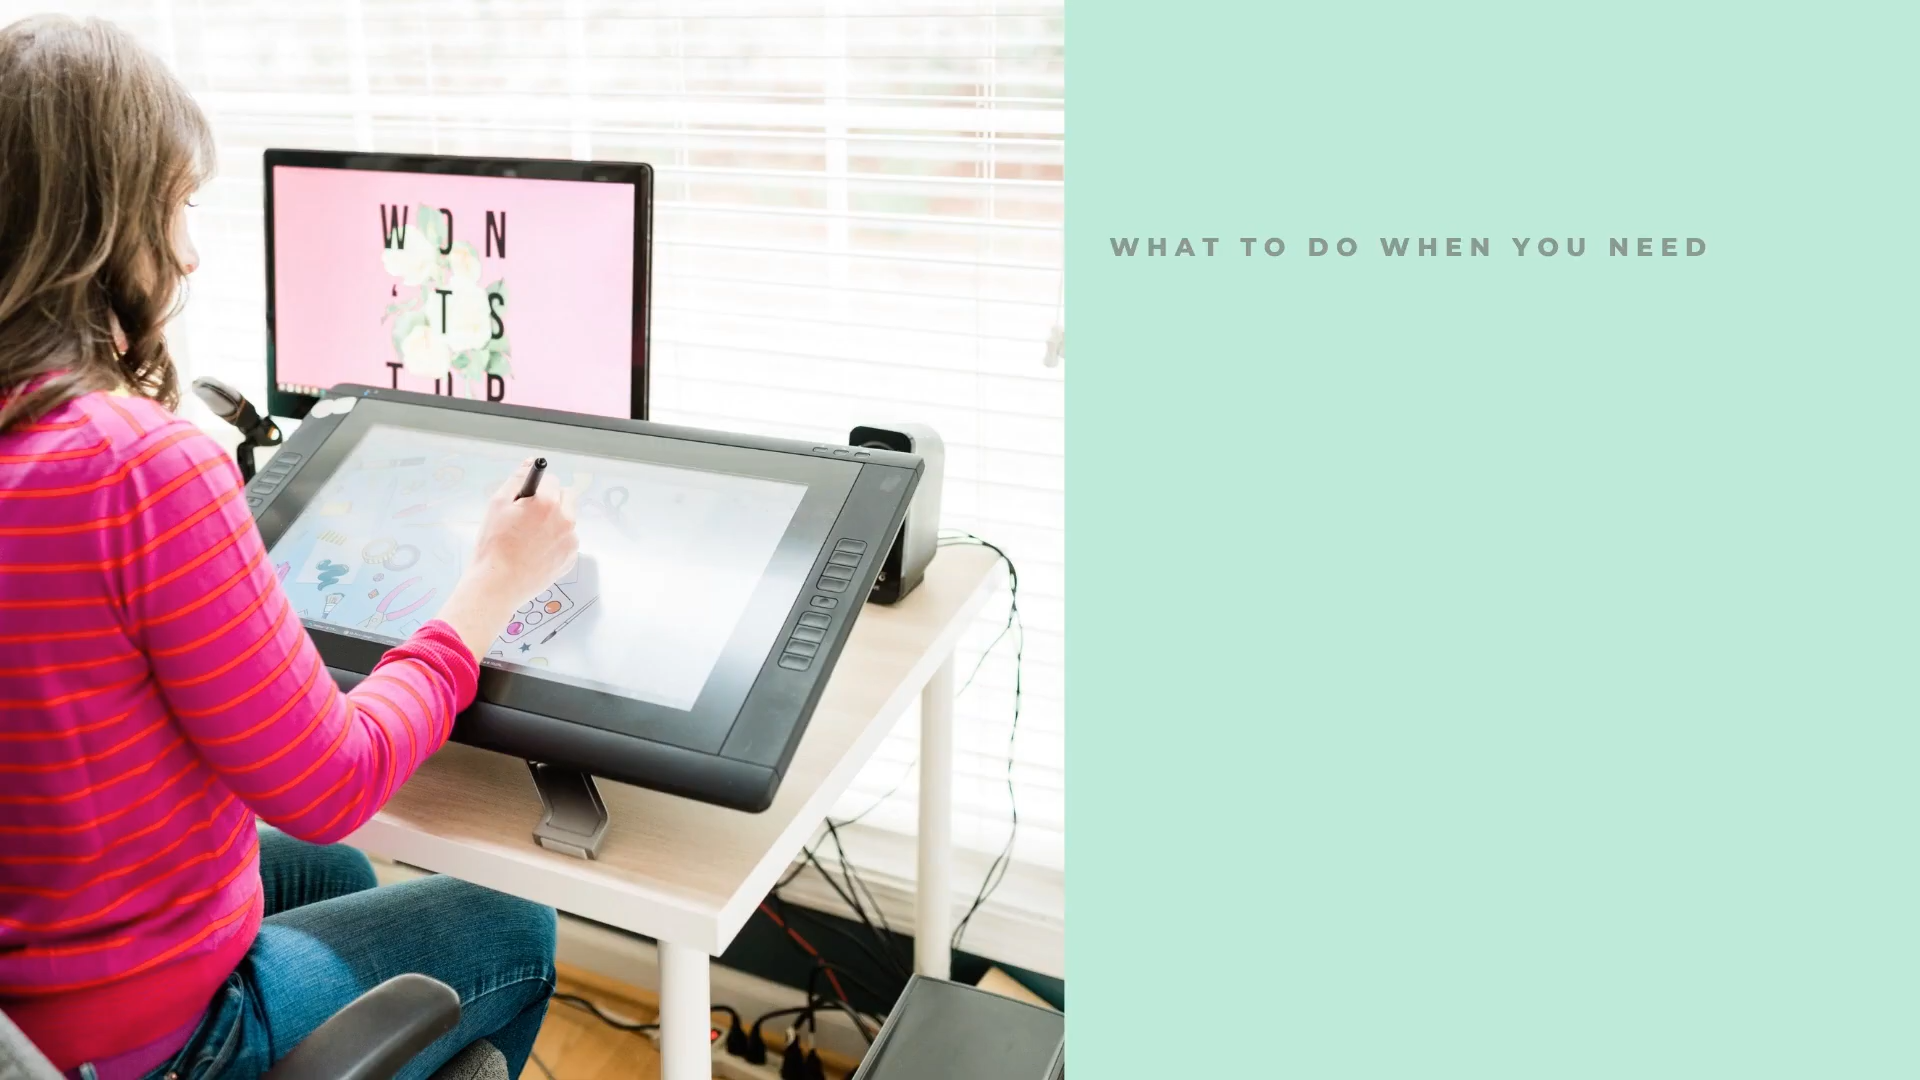 W O N
' T S
T O P
WHAT TO DO WHEN YOU NEED